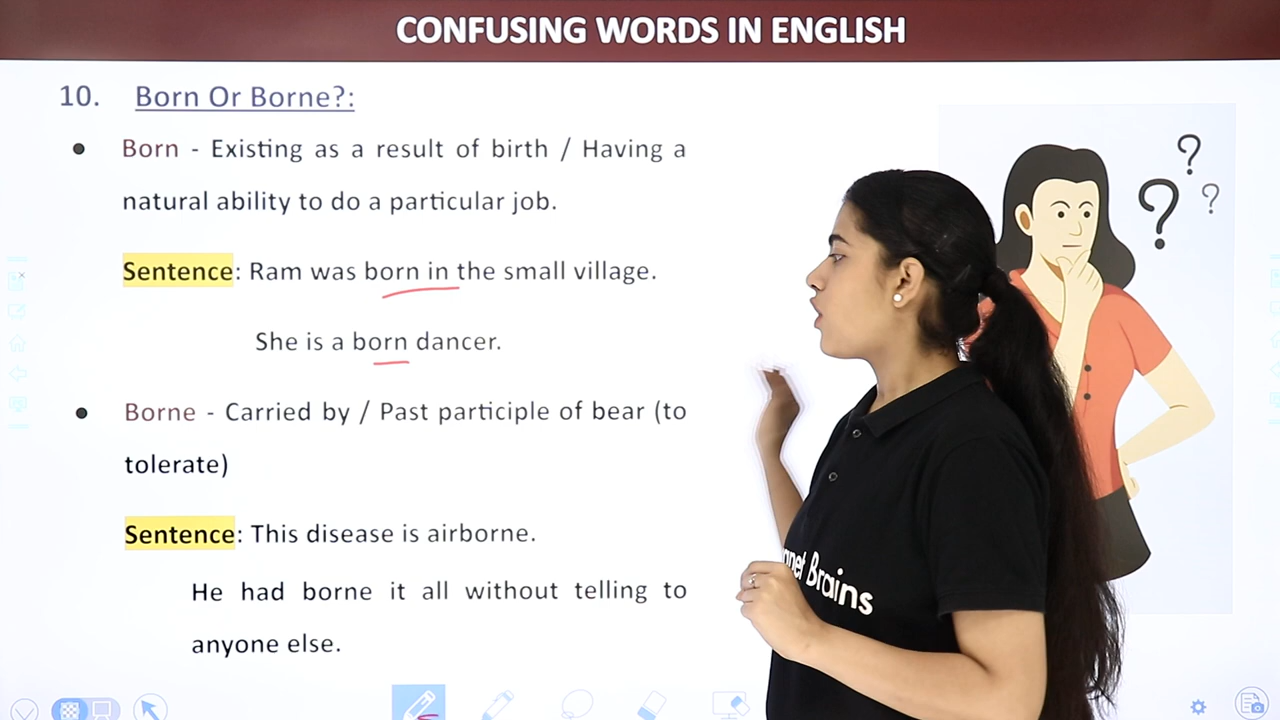 CONFUSING WORDS IN ENGLISH
10. Born Or Borne?:
● Born - Existing as a result of birth / Having a
natural ability to do a particular job.
Sentence: Ram was born in the small village.
She is a born dancer.
● Borne - Carried by / Past participle of bear (to
tolerate)
Sentence: This disease is airborne.
He had borne it all without telling to
anyone else.
? ? ?
Brains